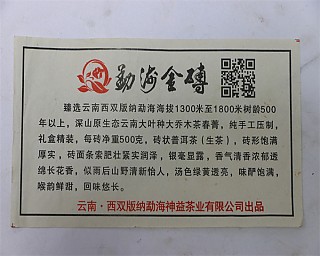 勐海金磚
臻选云南西双版纳勐海海拔1300米至1800米树龄500
年以上，深山原生态云南大叶种大乔木茶春菁，纯手工压制，
礼盒精装，每砖净重500克，砖状普洱茶（生茶），砖形饱满
厚实，砖面条索肥壮紧实润泽，银毫显露，香气清香浓郁透
绵长花香，似雨后山野清新怡人，汤色绿黄透亮，味酽饱满，
喉韵鲜甜，回味悠长。
云南·西双版纳勐海神益茶业有限公司出品